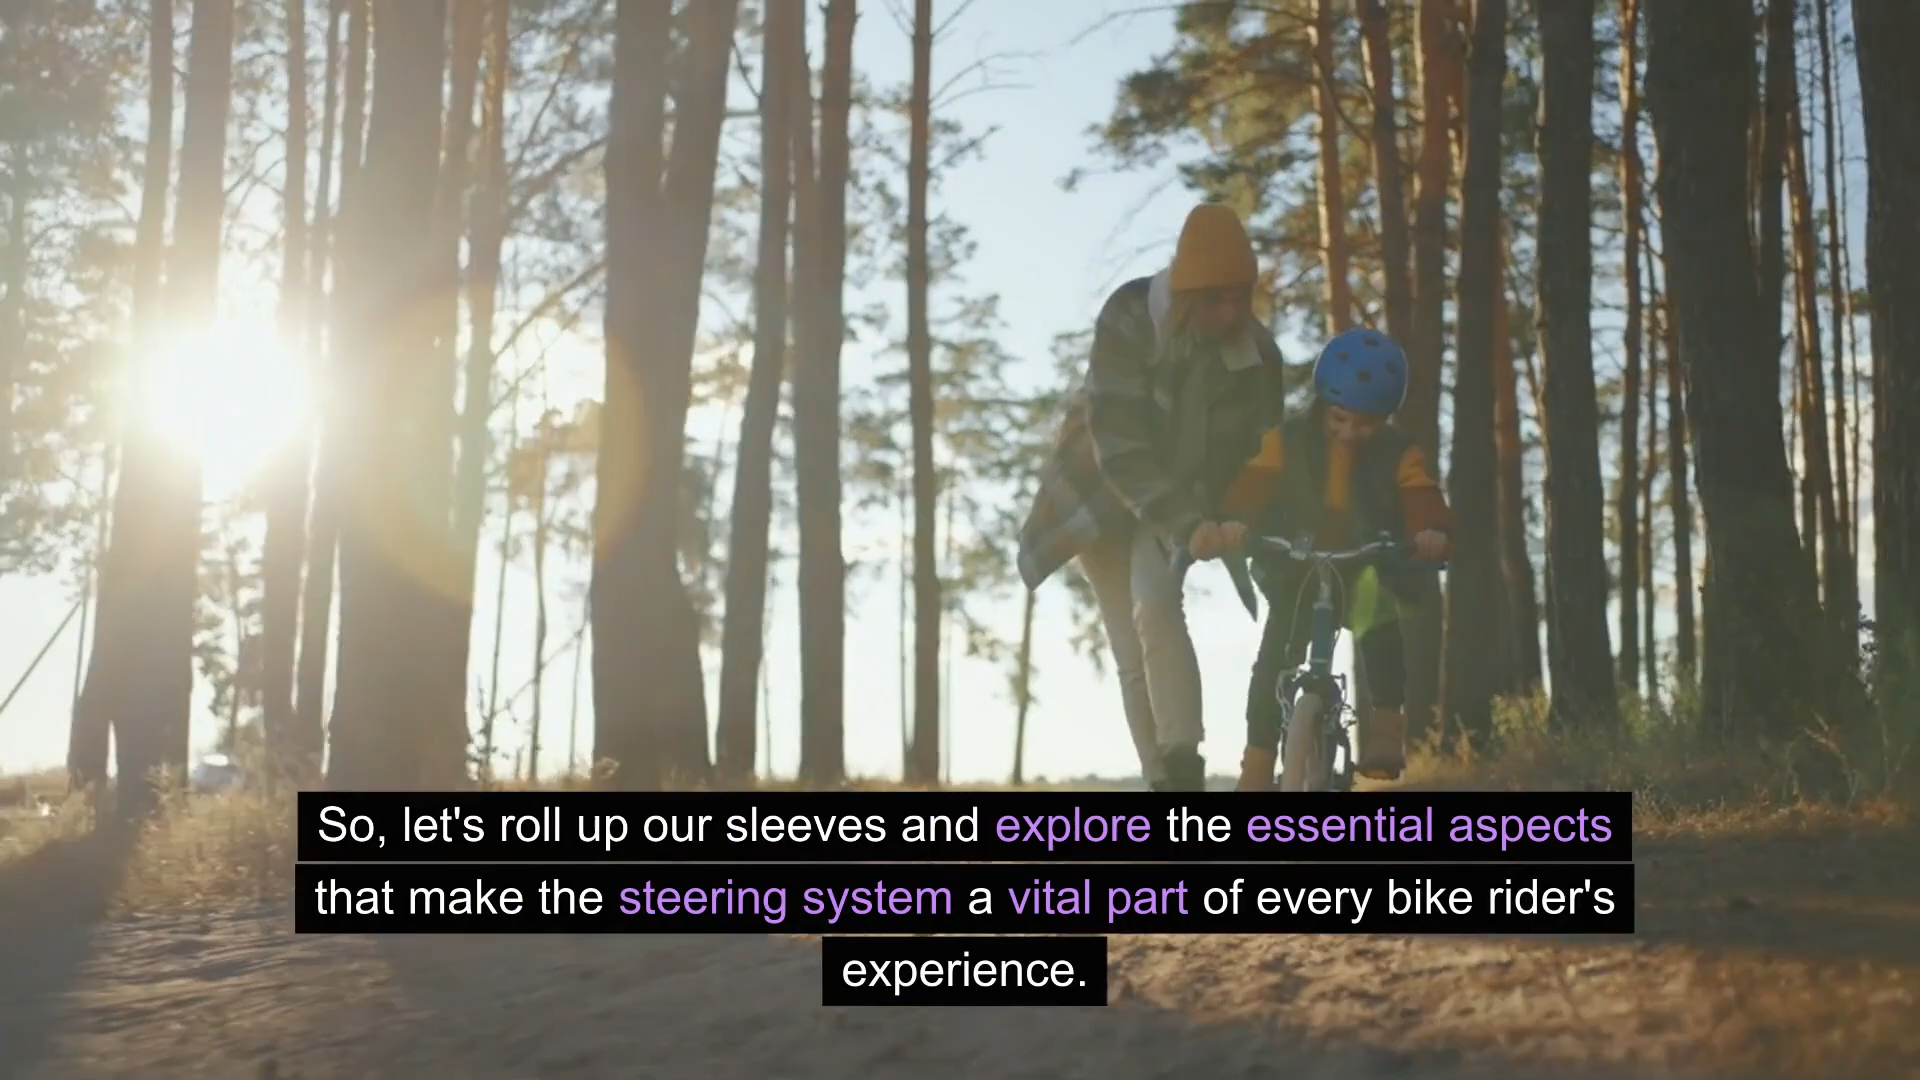 So, let's roll up our sleeves and explore the essential aspects
that make the steering system a vital part of every bike rider's
experience.